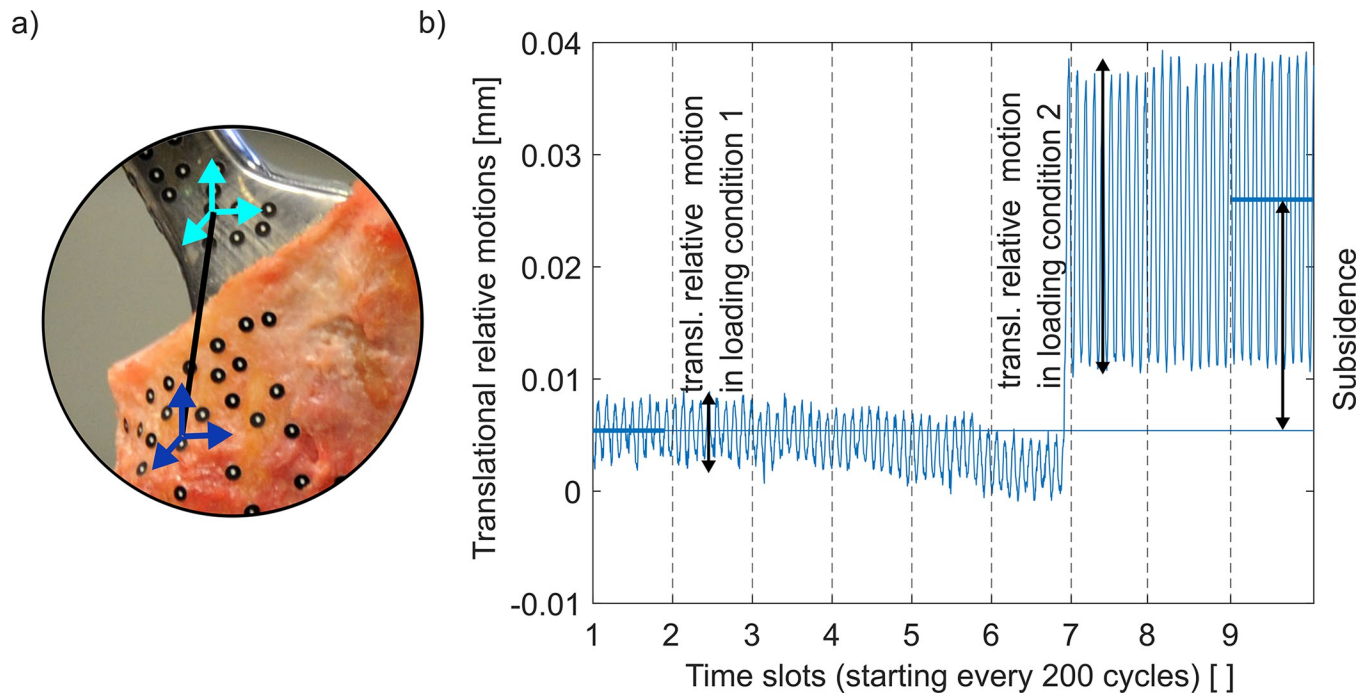 a)
b)
Translational relative motions [mm]
0.04
0.03
0.02
0.01
0
-0.01
transl. relative motion
in loading condition 1
transl. relative motion
in loading condition 2
Subsidence
1 2 3 4 5 6 7 8 9
Time slots (starting every 200 cycles) [ ]